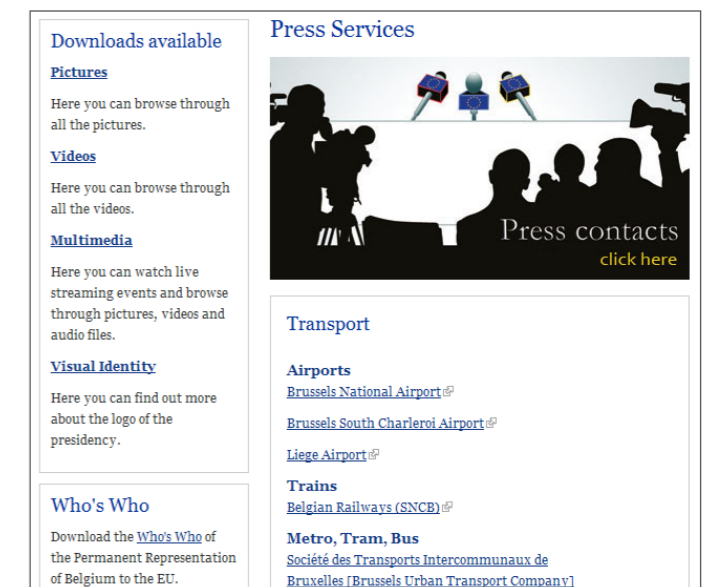 Downloads available
Pictures
Here you can browse through
all the pictures.
Videos
Here you can browse through
all the videos.
Multimedia
Here you can watch live
streaming events and browse
through pictures, videos and
audio files.
Visual Identity
Here you can find out more
about the logo of the
presidency.
Who's Who
Download the Who's Who of
the Permanent Representation
of Belgium to the EU.
Press Services
Press contacts
click here
Transport
Airports
Brussels National Airport
Brussels South Charleroi Airport
Liege Airport
Trains
Belgian Railways (SNCB)
Metro, Tram, Bus
Société des Transports Intercommunaux de
Bruxelles [Brussels Urban Transport Company]